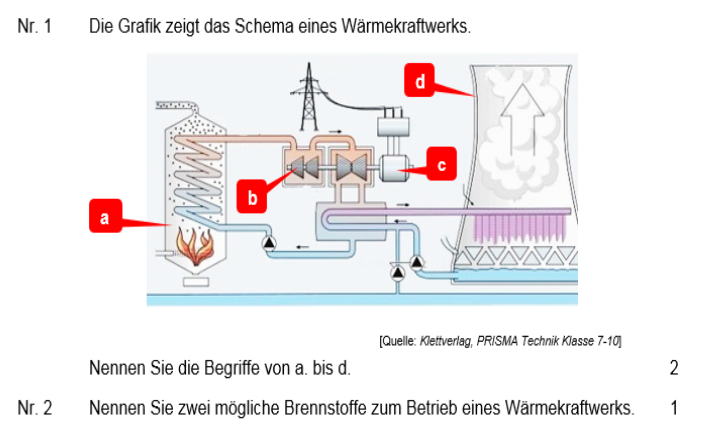 Nr. 1 Die Grafik zeigt das Schema eines Wärmekraftwerks.
d
c
b
a
[Quelle: Klettverlag, PRISMA Technik Klasse 7-10]
Nennen Sie die Begriffe von a. bis d. 2
Nr. 2 Nennen Sie zwei mögliche Brennstoffe zum Betrieb eines Wärmekraftwerks. 1